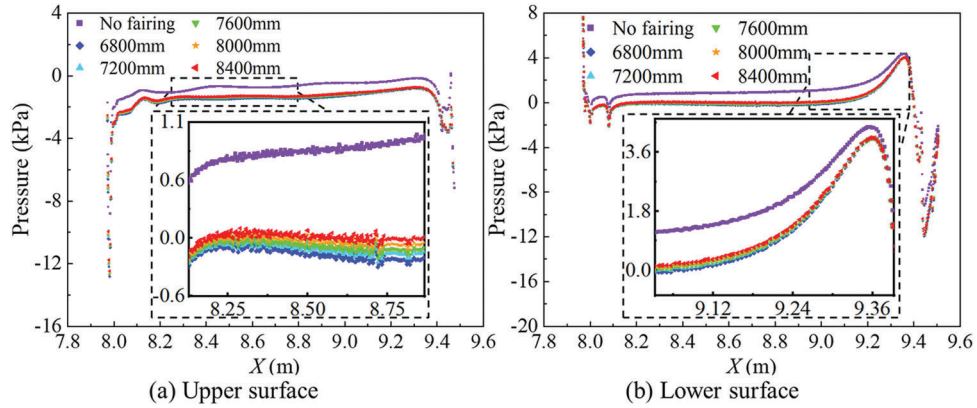 No fairing 7600mm
6800mm 8000mm
7200mm 8400mm
4
0
-4
-8
-12
-16
Pressure (kPa)
1.1
0.6
0.0
-0.6
8.25 8.50 8.75
7.8 8.0 8.2 8.4 8.6 8.8 9.0 9.2 9.4 9.6
X (m)
(a) Upper surface
No fairing 7600mm
6800mm 8000mm
7200mm 8400mm
8
4
0
-4
-8
-12
-16
-20
Pressure (kPa)
3.6
1.8
0.0
9.12 9.24 9.36
7.8 8.0 8.2 8.4 8.6 8.8 9.0 9.2 9.4 9.6
X (m)
(b) Lower surface